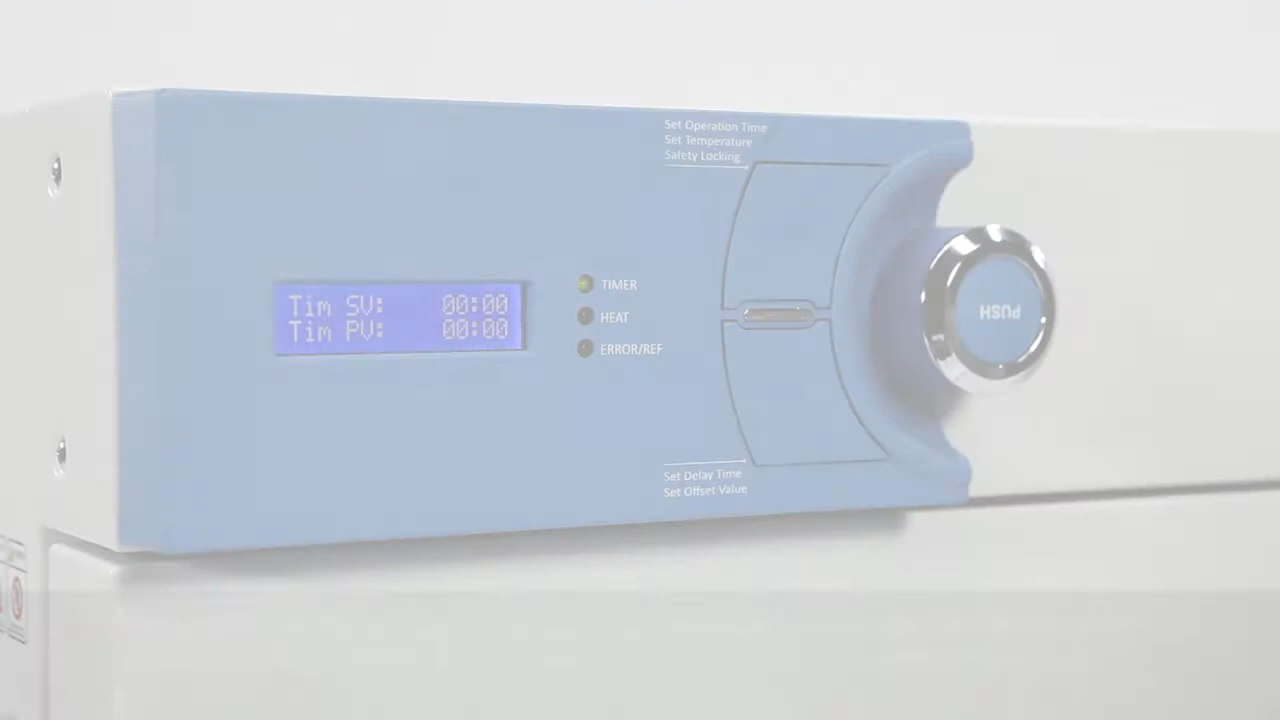 Set Operation Time
Set Temperature
Safety Locking
Tim SV: 00:00
Tim PV: 00:00
TIMER
HEAT
ERROR/REF
PUSH
Set Delay Time
Set Offset Value